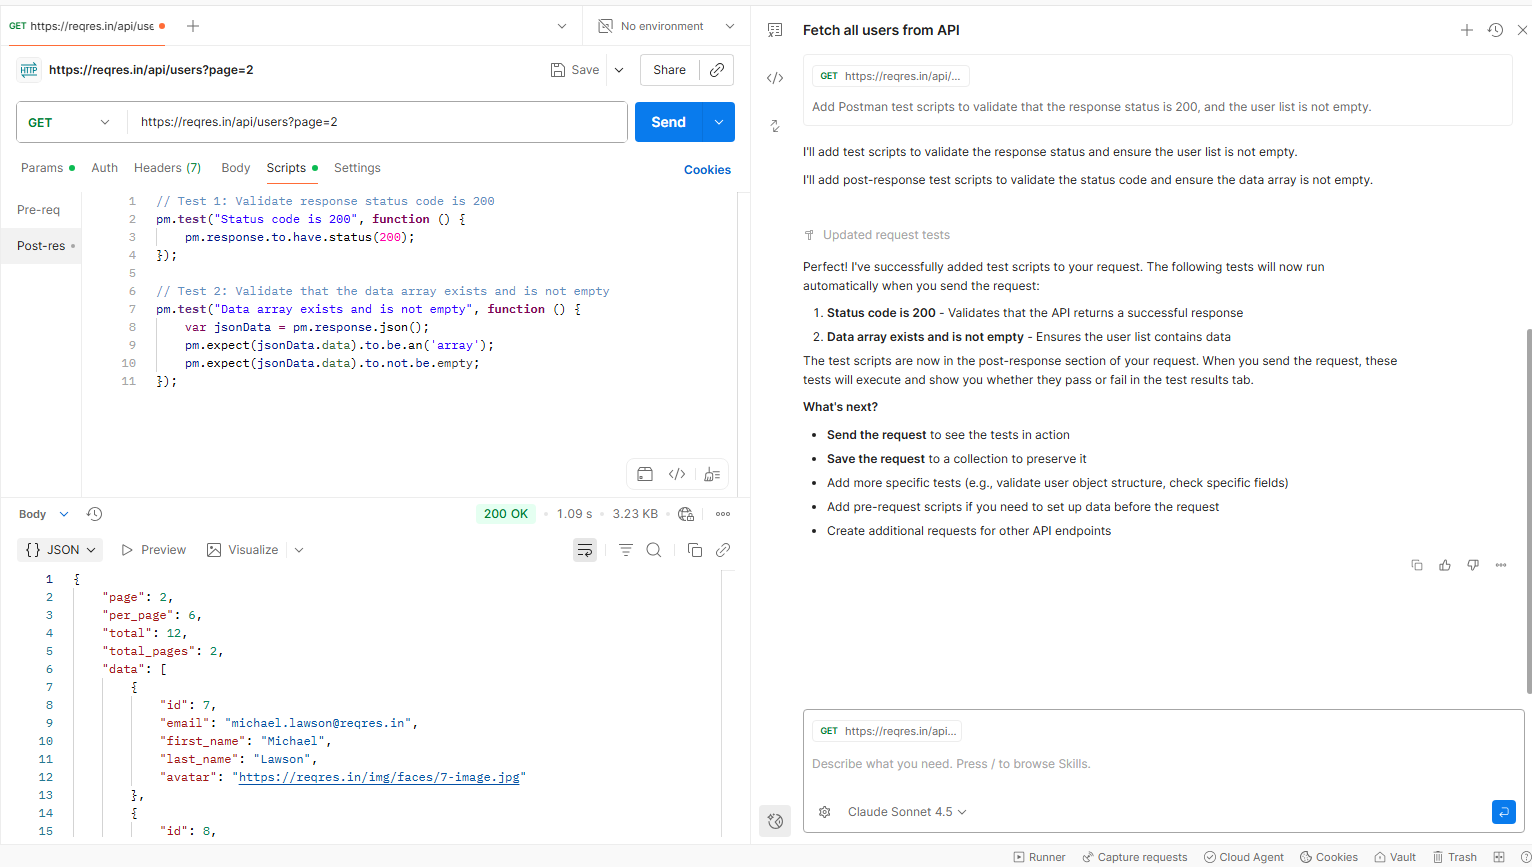 GET https://reqres.in/api/use
No environment
HTTP https://reqres.in/api/users?page=2
Save
Share
GET
https://reqres.in/api/users?page=2
Send
Params
Auth
Headers (7)
Body
Scripts
Settings
Cookies
Pre-req
Post-res
1 // Test 1: Validate response status code is 200
2 pm.test("Status code is 200", function () {
3 pm.response.to.have.status(200);
4 });
5
6 // Test 2: Validate that the data array exists and is not empty
7 pm.test("Data array exists and is not empty", function () {
8 var jsonData = pm.response.json();
9 pm.expect(jsonData.data).to.be.an('array');
10 pm.expect(jsonData.data).to.not.be.empty;
11 });
Body
200 OK
1.09 s
3.23 KB
{} JSON
Preview
Visualize
1 {
2 "page": 2,
3 "per_page": 6,
4 "total": 12,
5 "total_pages": 2,
6 "data": [
7 {
8 "id": 7,
9 "email": "michael.lawson@reqres.in",
10 "first_name": "Michael",
11 "last_name": "Lawson",
12 "avatar": "https://reqres.in/img/faces/7-image.jpg"
13 },
14 {
15 "id": 8,
Fetch all users from API
GET https://reqres.in/api/...
Add Postman test scripts to validate that the response status is 200, and the user list is not empty.
I'll add test scripts to validate the response status and ensure the user list is not empty.
I'll add post-response test scripts to validate the status code and ensure the data array is not empty.
Updated request tests
Perfect! I've successfully added test scripts to your request. The following tests will now run
automatically when you send the request:
1. Status code is 200 - Validates that the API returns a successful response
2. Data array exists and is not empty - Ensures the user list contains data
The test scripts are now in the post-response section of your request. When you send the request, these
tests will execute and show you whether they pass or fail in the test results tab.
What's next?
• Send the request to see the tests in action
• Save the request to a collection to preserve it
• Add more specific tests (e.g., validate user object structure, check specific fields)
• Add pre-request scripts if you need to set up data before the request
• Create additional requests for other API endpoints
GET https://reqres.in/api...
Describe what you need. Press / to browse Skills.
Claude Sonnet 4.5
Runner
Capture requests
Cloud Agent
Cookies
Vault
Trash